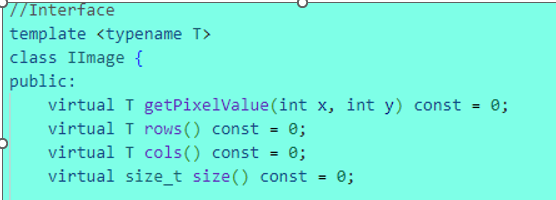 //Interface
template <typename T>
class IImage {
public:
    virtual T getPixelValue(int x, int y) const = 0;
    virtual T rows() const = 0;
    virtual T cols() const = 0;
    virtual size_t size() const = 0;